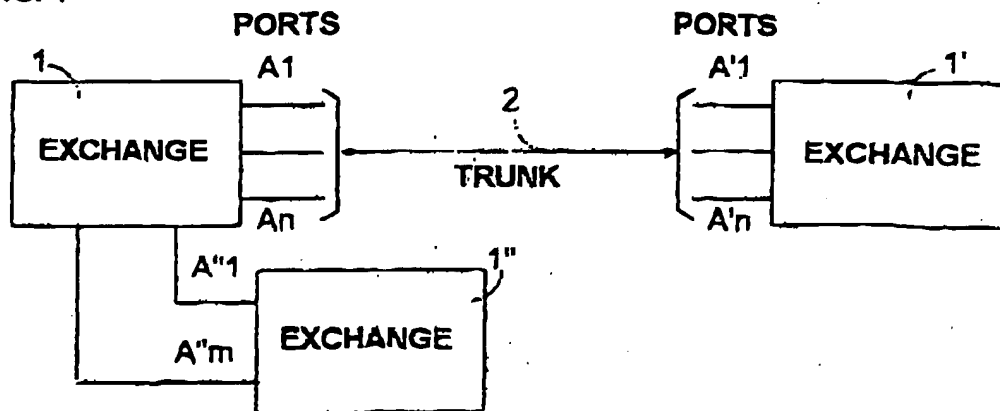 PORTS PORTS
1 A1 A'1 1'
2
EXCHANGE EXCHANGE
TRUNK
An A'n
A"1 1"
EXCHANGE
A"m